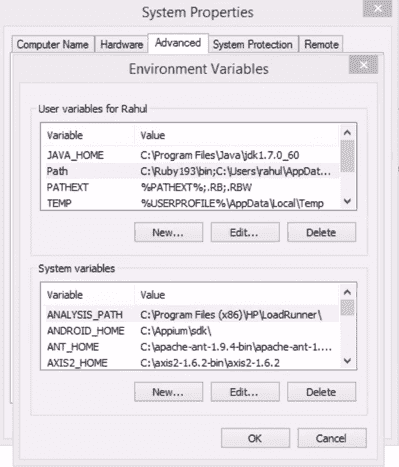 System Properties
Computer Name Hardware Advanced System Protection Remote
Environment Variables
User variables for Rahul
Variable Value
JAVA_HOME C:\Program Files\Java\jdk1.7.0_60
Path C:\Ruby193\bin;C:\Users\rahul\AppDat...
PATHEXT %PATHEXT%;.RB;.RBW
TEMP %USERPROFILE%\AppData\Local\Temp
New... Edit... Delete
System variables
Variable Value
ANALYSIS_PATH C:\Program Files (x86)\HP\LoadRunner\
ANDROID_HOME C:\Appium\sdk\
ANT_HOME C:\apache-ant-1.9.4-bin\apache-ant-1....
AXIS2_HOME C:\axis2-1.6.2-bin\axis2-1.6.2
New... Edit... Delete
OK Cancel